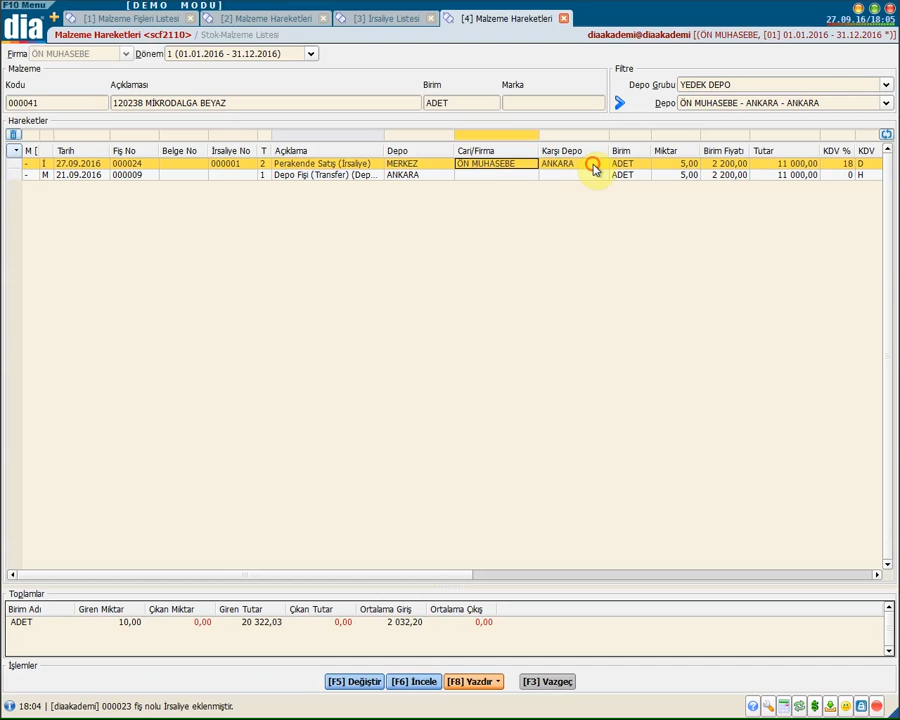 F10 Menu [ D E M O   M O D U ]
dia [1] Malzeme Fişleri Listesi [2] Malzeme Hareketleri [3] İrsaliye Listesi [4] Malzeme Hareketleri 27.09.16/18:05
Malzeme Hareketleri <scf2110> / Stok-Malzeme Listesi diaakademi@diaakademi [(ÖN MUHASEBE, [01] 01.01.2016 - 31.12.2016 *)]
Firma ÖN MUHASEBE Dönem 1 (01.01.2016 - 31.12.2016)
Malzeme Filtre
Kodu Açıklaması Birim Marka Depo Grubu YEDEK DEPO
000041 120238 MİKRODALGA BEYAZ ADET Depo ÖN MUHASEBE - ANKARA - ANKARA
Hareketler
M [ Tarih Fiş No Belge No İrsaliye No T Açıklama Depo Cari/Firma Karşı Depo Birim Miktar Birim Fiyatı Tutar KDV % KDV
- İ 27.09.2016 000024 000001 2 Perakende Satış (İrsaliye) MERKEZ ÖN MUHASEBE ANKARA ADET 5,00 2 200,00 11 000,00 18 D
- M 21.09.2016 000009 1 Depo Fişi (Transfer) (Dep... ANKARA ADET 5,00 2 200,00 11 000,00 0 H
Toplamlar
Birim Adı Giren Miktar Çıkan Miktar Giren Tutar Çıkan Tutar Ortalama Giriş Ortalama Çıkış
ADET 10,00 0,00 20 322,03 0,00 2 032,20 0,00
İşlemler
[F5] Değiştir [F6] İncele [F8] Yazdır [F3] Vazgeç
18:04 | [diaakademi] 000023 fiş nolu İrsaliye eklenmiştir.